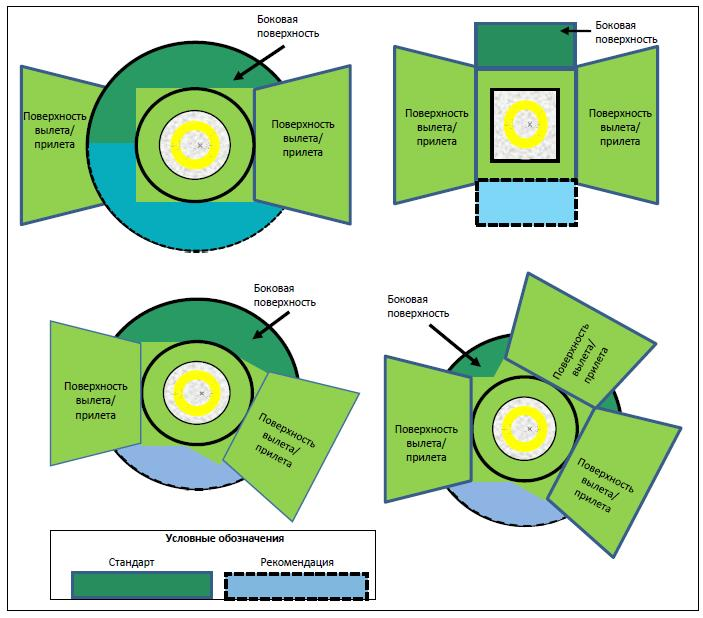 Боковая
поверхность
Поверхность
вылета/
прилета
Поверхность
вылета/
прилета
Боковая
поверхность
Поверхность
вылета/
прилета
Поверхность
вылета/
прилета
Боковая
поверхность
Поверхность
вылета/
прилета
Поверхность
вылета/
прилета
Боковая
поверхность
Поверхность
вылета/
прилета
Поверхность
вылета/
прилета
Поверхность
вылета/
прилета
Условные обозначения
Стандарт
Рекомендация